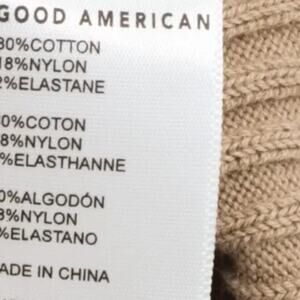 GOOD AMERICAN
80%COTTON
18%NYLON
2%ELASTANE
0%COTON
8%NYLON
%ELASTHANNE
0%ALGODÓN
8%NYLON
%ELASTANO
ADE IN CHINA